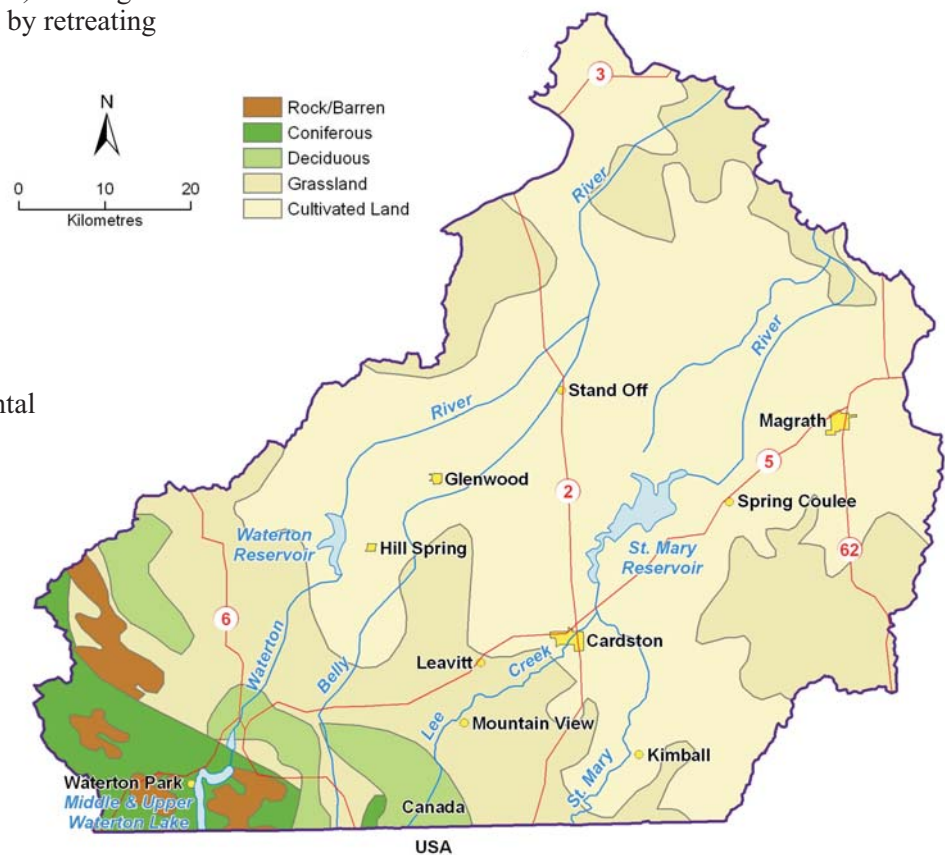 by retreating
N
0 10 20
Kilometres
Rock/Barren
Coniferous
Deciduous
Grassland
Cultivated Land
3
River
River
ntal
Stand Off
River
Magrath
5
Glenwood
2
Spring Coulee
Waterton
Reservoir
Hill Spring
St. Mary
Reservoir
62
6
Waterton
Belly
Leavitt
Creek
Cardston
Lee
Mountain View
St. Mary
Kimball
Waterton Park
Middle & Upper
Waterton Lake
Canada
USA